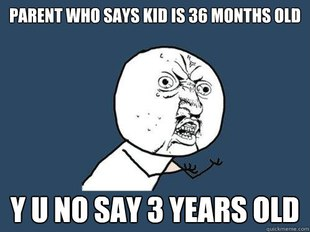 PARENT WHO SAYS KID IS 36 MONTHS OLD
Y U NO SAY 3 YEARS OLD
quickmeme.com